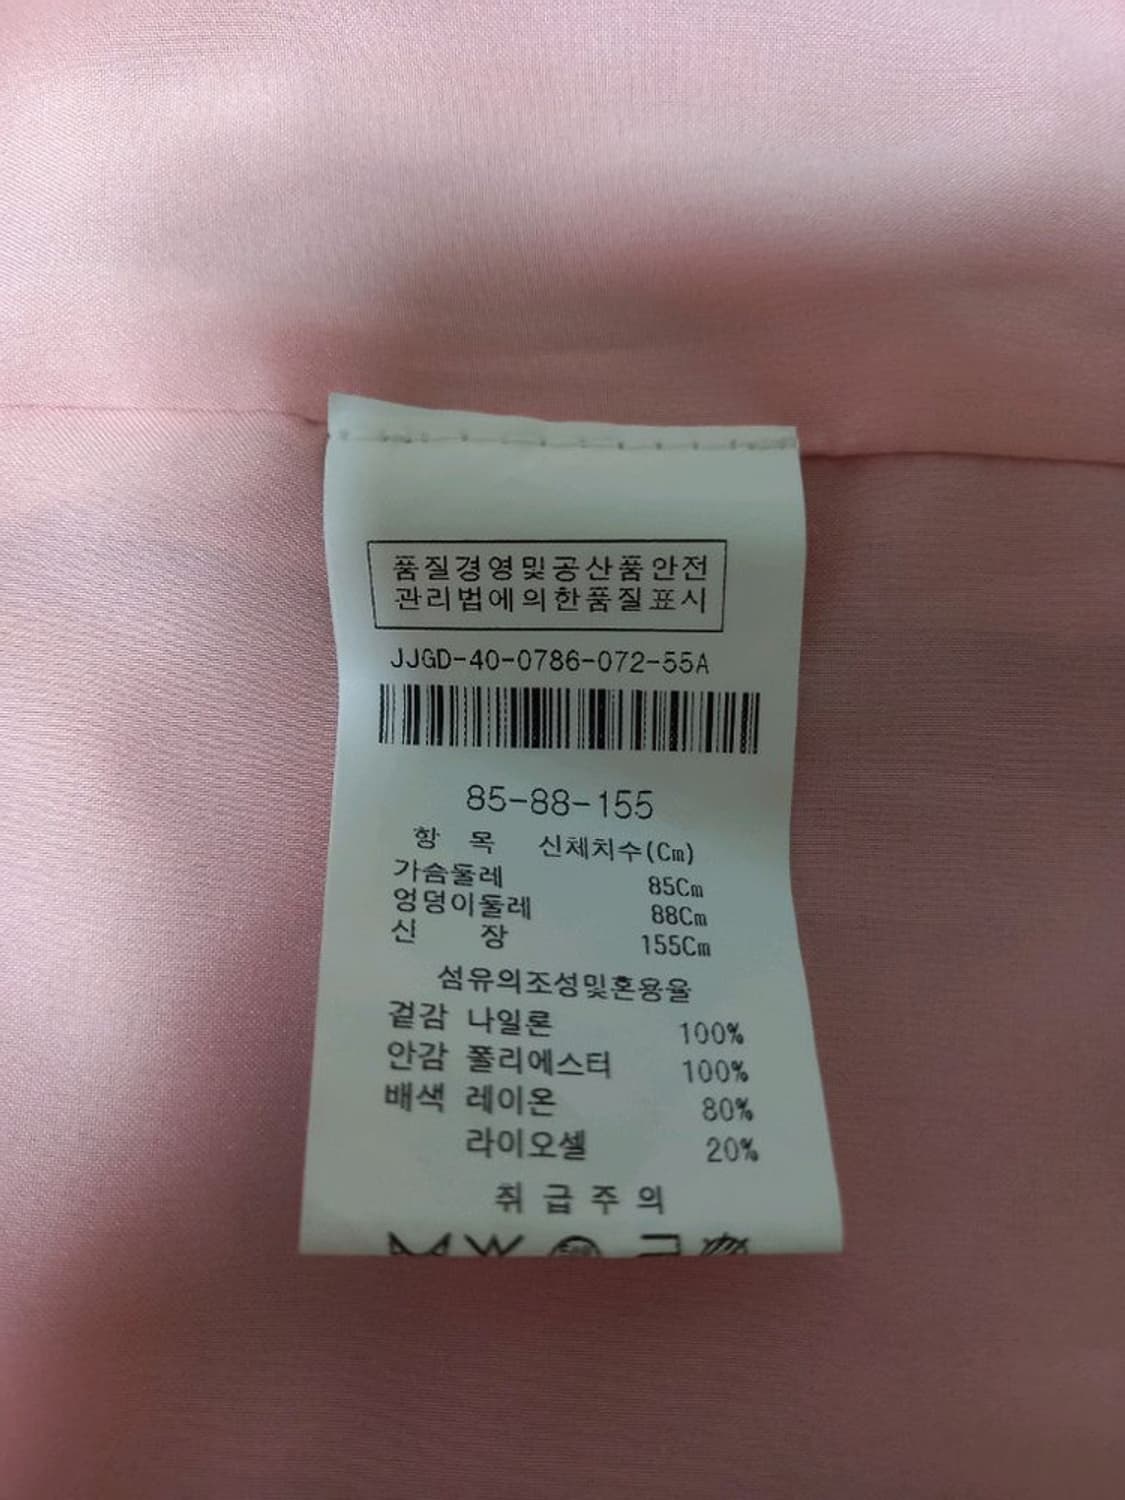 품질경영및공산품안전
관리법에의한품질표시
JJGD-40-0786-072-55A
85-88-155
항 목 신체치수(Cm)
가슴둘레 85Cm
엉덩이둘레 88Cm
신 장 155Cm
섬유의조성및혼용율
겉감 나일론 100%
안감 폴리에스터 100%
배색 레이온 80%
라이오셀 20%
취급주의